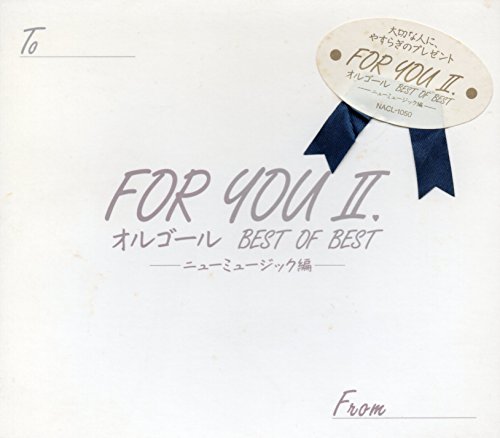 To
大切な人に、
やすらぎのプレゼント
FOR YOU II.
オルゴール BEST OF BEST
ニューミュージック編
NACL-1050
FOR YOU II.
オルゴール BEST OF BEST
ニューミュージック編
From